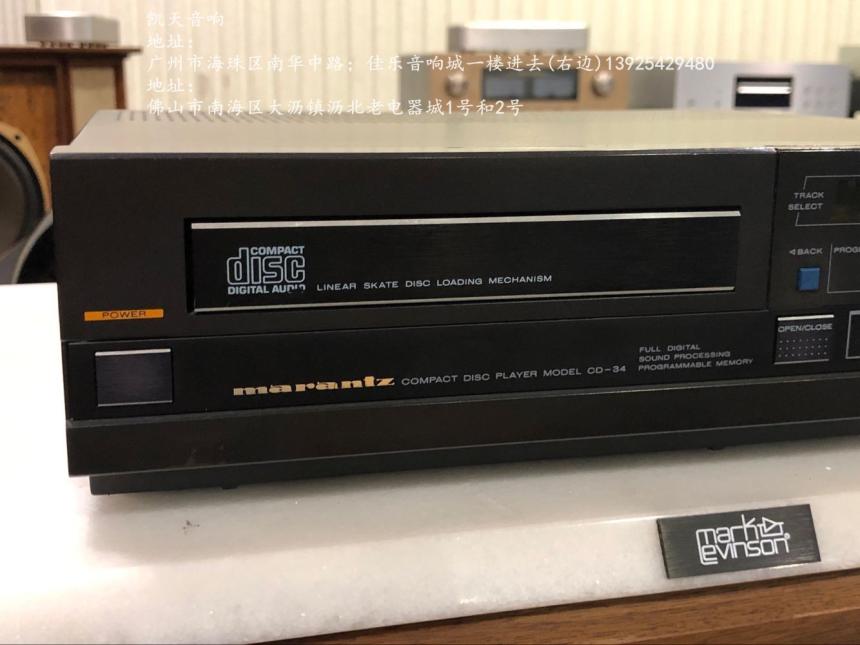 凯天音响
地址：
广州市海珠区南华中路；佳乐音响城一楼进去(右边)13925429480
地址：
佛山市南海区大沥镇沥北老电器城1号和2号
TRACK
SELECT
◁BACK
COMPACT
disc
DIGITAL AUDIO
LINEAR SKATE DISC LOADING MECHANISM
POWER
OPEN/CLOSE
marantz COMPACT DISC PLAYER MODEL CD-34
FULL DIGITAL
SOUND PROCESSING
PROGRAMMABLE MEMORY
mark
Levinson®